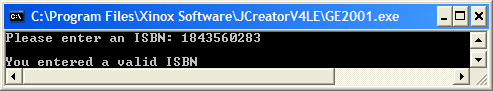 C:\Program Files\Xinox Software\JCreatorV4LE\GE2001.exe
Please enter an ISBN: 1843560283
You entered a valid ISBN